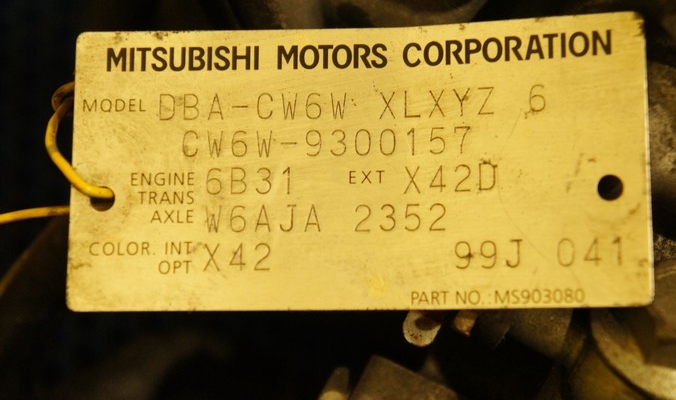 MITSUBISHI MOTORS CORPORATION
MODEL DBA-CW6W XLXYZ 6
CW6W-9300157
ENGINE 6B31 EXT X42D
TRANS
AXLE W6AJA 2352
COLOR. INT
OPT X42 99J 041
PART NO.: MS903080